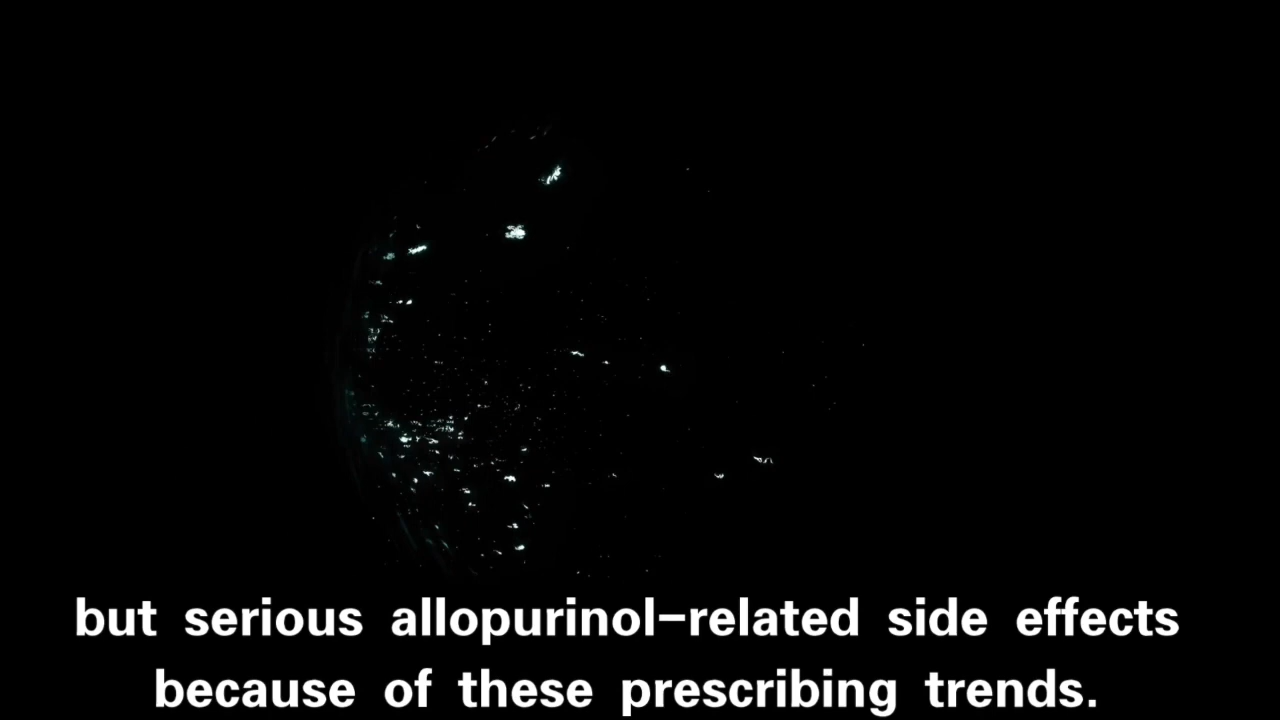 but serious allopurinol-related side effects
because of these prescribing trends.